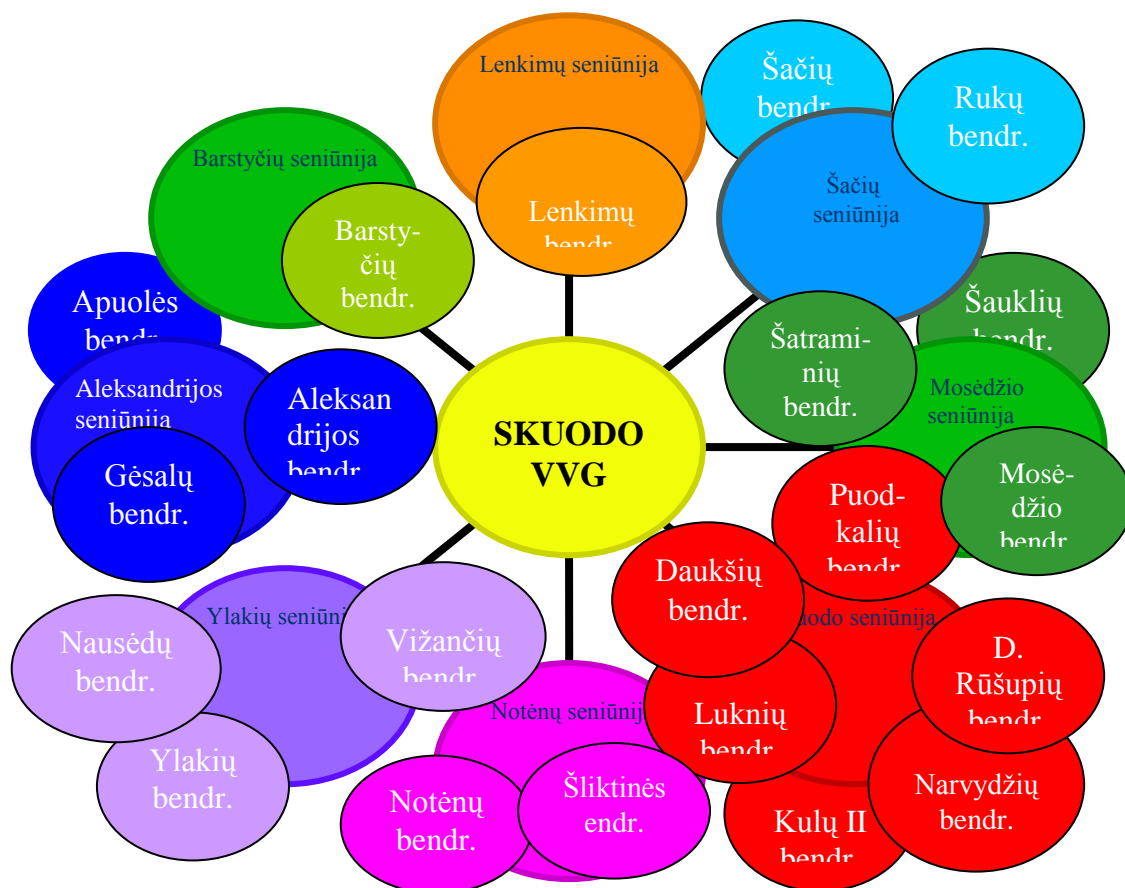 Lenkimų seniūnija
Lenkimų
bendr.
Šačių
bendr.
Rukų
bendr.
Šačių
seniūnija
Barstyčių seniūnija
Barsty-
čių
bendr.
Apuolės
bendr.
Aleksandrijos
seniūnija
Aleksan
drijos
bendr.
Gėsalų
bendr.
Šatrami-
nių
bendr.
Šauklių
bendr.
Mosėdžio
seniūnija
Mosė-
džio
bendr.
SKUODO
VVG
Puod-
kalių
bendr.
Daukšių
bendr.
uodo seniūnija
D.
Rūšupių
bendr.
Luknių
bendr.
Narvydžių
bendr.
Kulų II
bendr.
Ylakių seniūni
Nausėdų
bendr.
Vižančių
bendr.
Ylakių
bendr.
Notėnų seniūnij
Notėnų
bendr.
Šliktinės
endr.